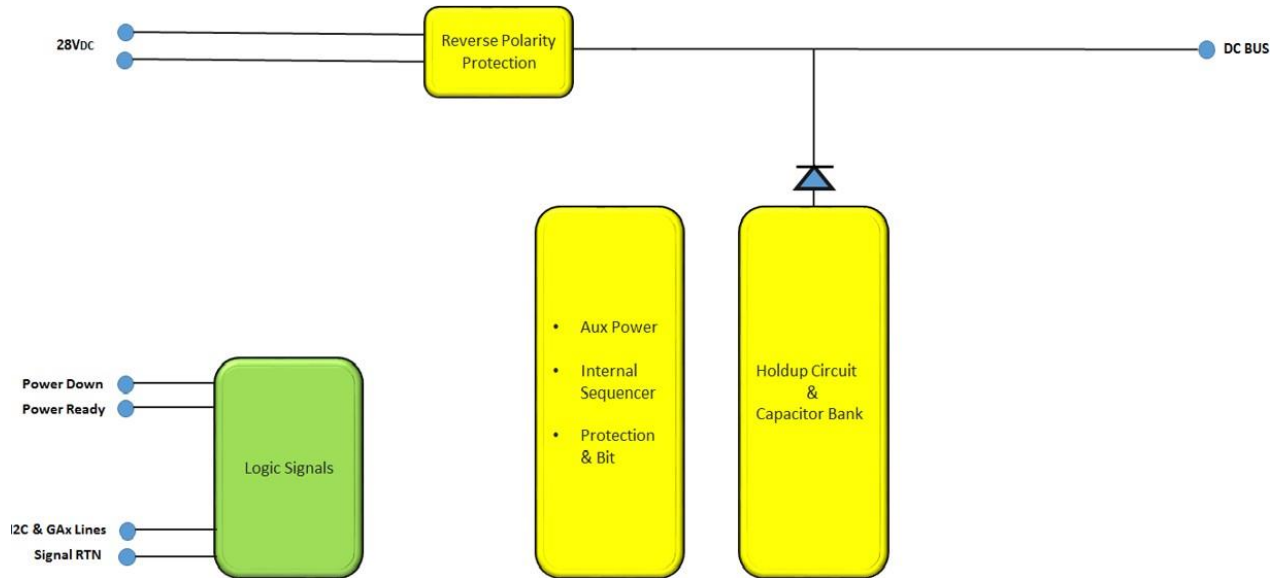 28VDC
Reverse Polarity
Protection
DC BUS
• Aux Power
• Internal
Sequencer
• Protection
& Bit
Holdup Circuit
&
Capacitor Bank
Power Down
Power Ready
Logic Signals
I2C & GAx Lines
Signal RTN